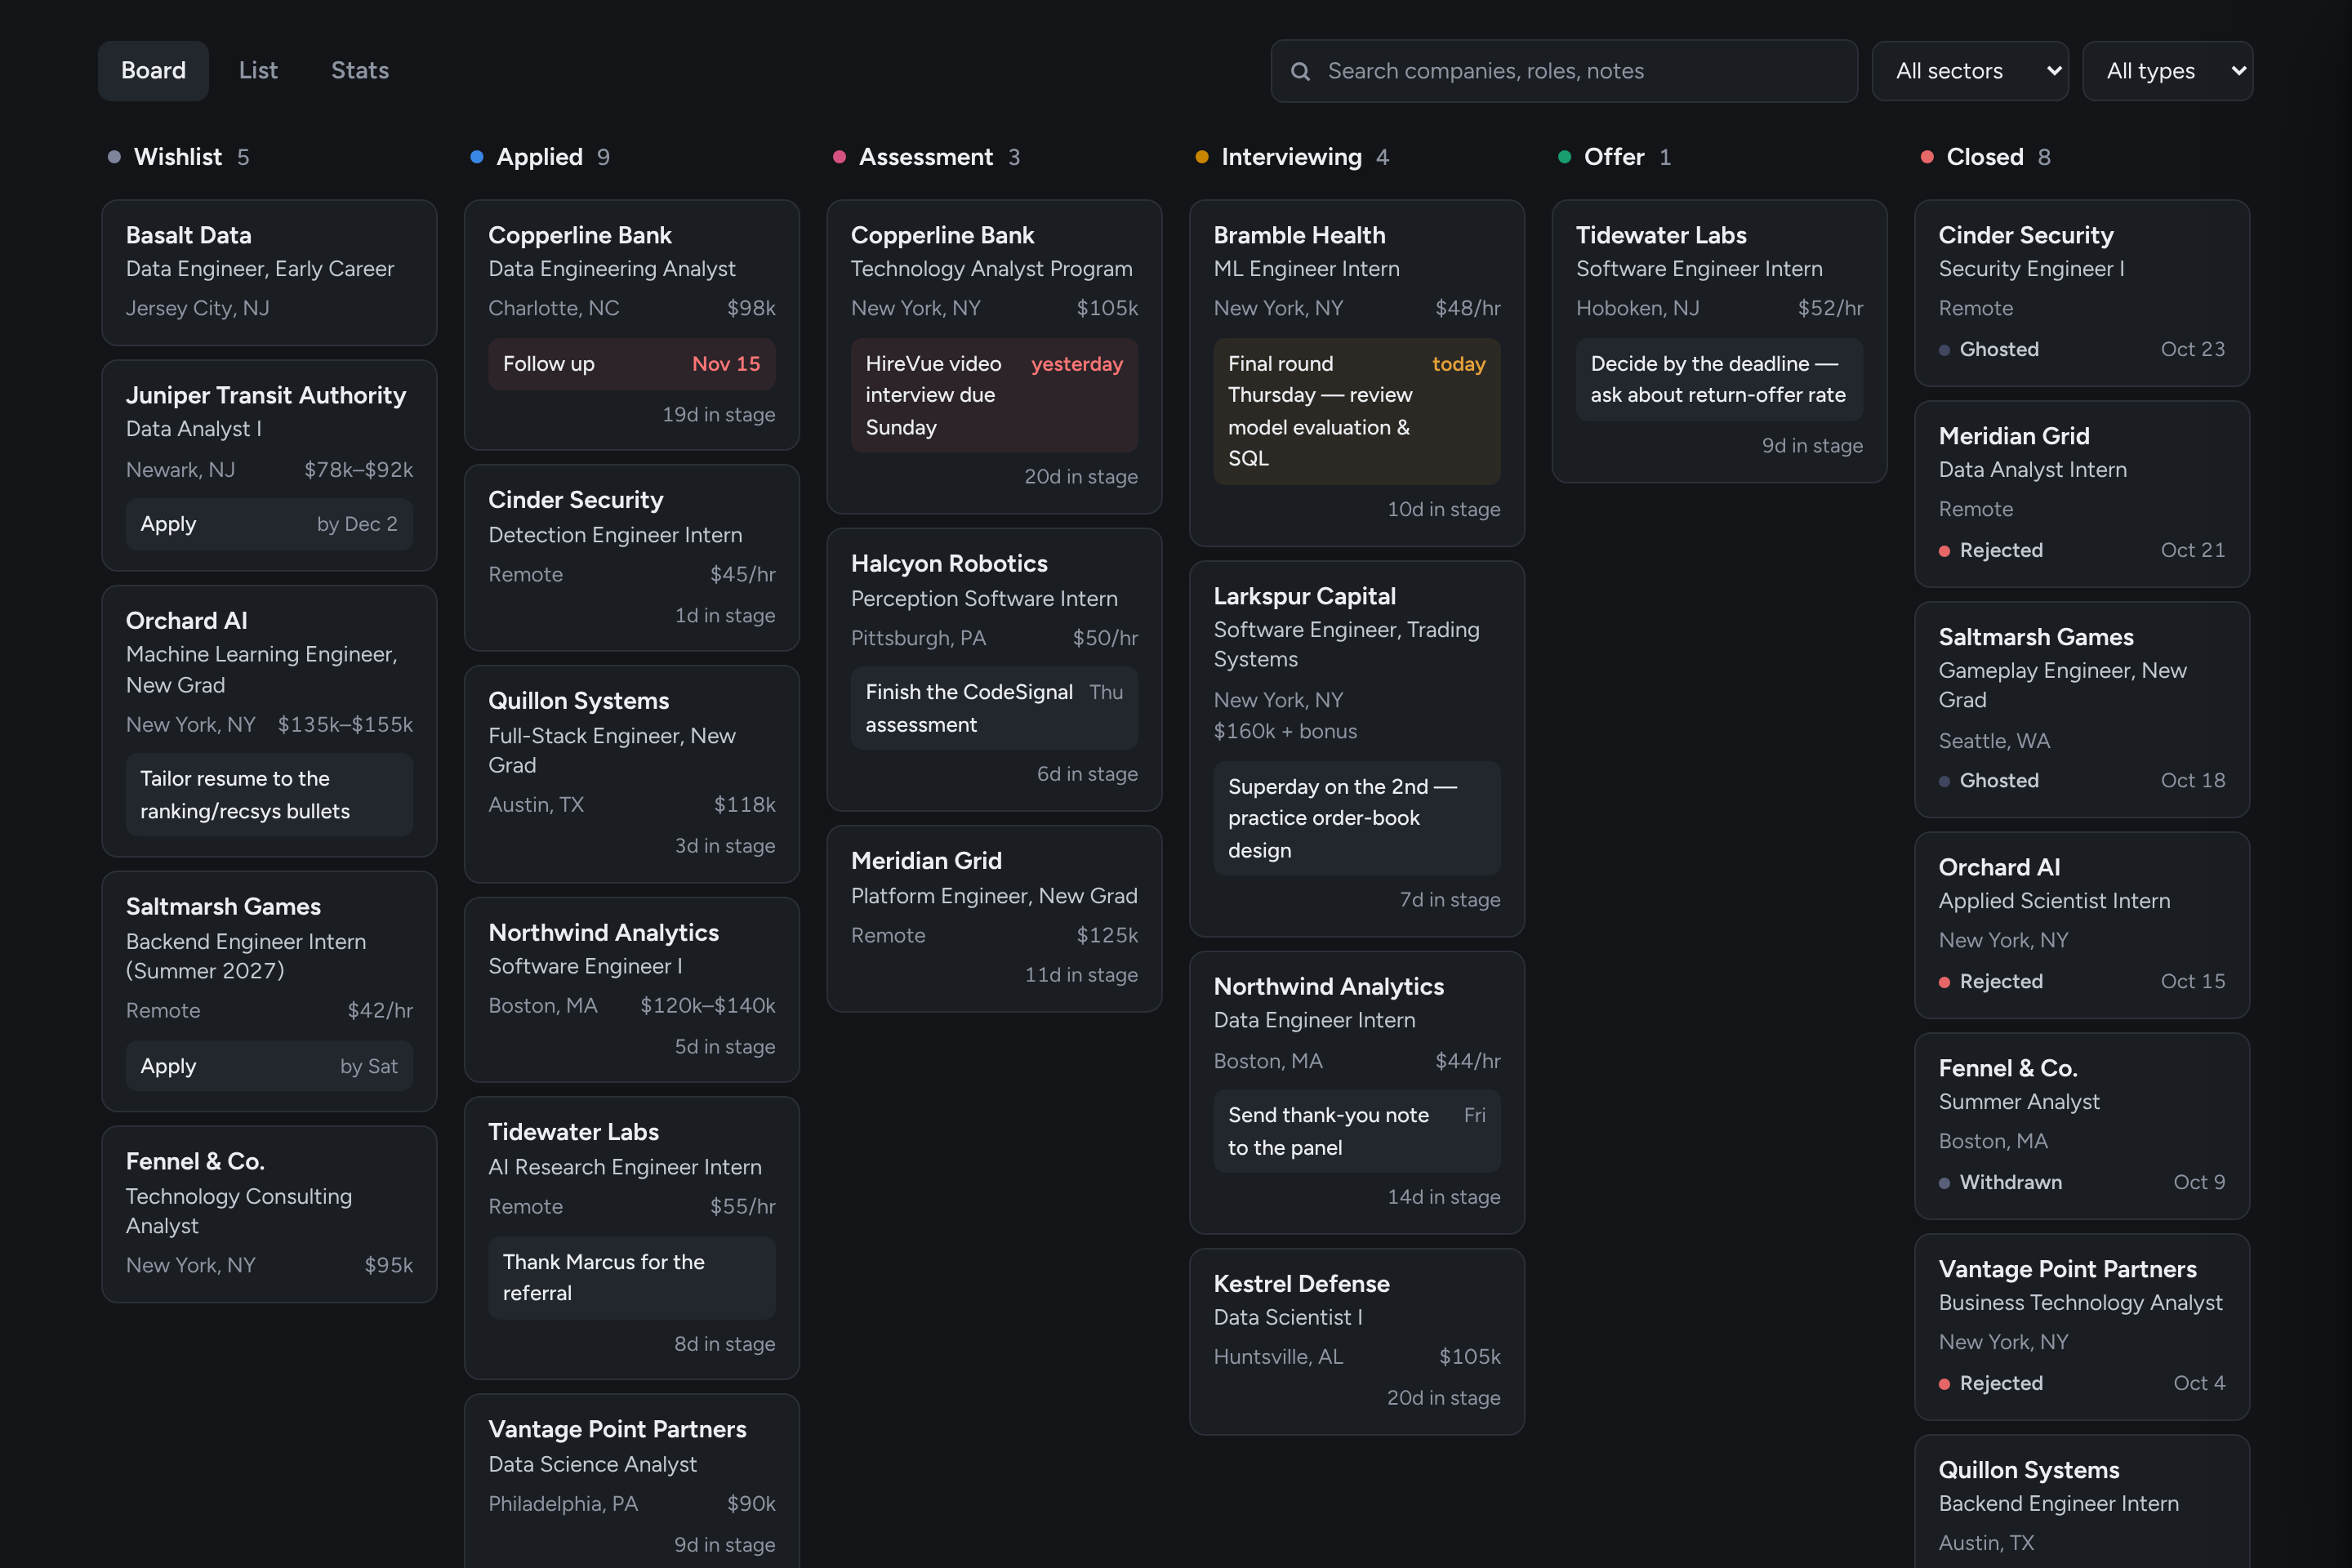 Board
List
Stats
Search companies, roles, notes
All sectors
All types
Wishlist 5
Basalt Data
Data Engineer, Early Career
Jersey City, NJ
Juniper Transit Authority
Data Analyst I
Newark, NJ $78k–$92k
Apply by Dec 2
Orchard AI
Machine Learning Engineer,
New Grad
New York, NY $135k–$155k
Tailor resume to the
ranking/recsys bullets
Saltmarsh Games
Backend Engineer Intern
(Summer 2027)
Remote $42/hr
Apply by Sat
Fennel & Co.
Technology Consulting
Analyst
New York, NY $95k
Applied 9
Copperline Bank
Data Engineering Analyst
Charlotte, NC $98k
Follow up Nov 15
19d in stage
Cinder Security
Detection Engineer Intern
Remote $45/hr
1d in stage
Quillon Systems
Full-Stack Engineer, New
Grad
Austin, TX $118k
3d in stage
Northwind Analytics
Software Engineer I
Boston, MA $120k–$140k
5d in stage
Tidewater Labs
AI Research Engineer Intern
Remote $55/hr
Thank Marcus for the
referral
8d in stage
Vantage Point Partners
Data Science Analyst
Philadelphia, PA $90k
9d in stage
Assessment 3
Copperline Bank
Technology Analyst Program
New York, NY $105k
HireVue video yesterday
interview due
Sunday
20d in stage
Halcyon Robotics
Perception Software Intern
Pittsburgh, PA $50/hr
Finish the CodeSignal Thu
assessment
6d in stage
Meridian Grid
Platform Engineer, New Grad
Remote $125k
11d in stage
Interviewing 4
Bramble Health
ML Engineer Intern
New York, NY $48/hr
Final round today
Thursday — review
model evaluation &
SQL
10d in stage
Larkspur Capital
Software Engineer, Trading
Systems
New York, NY
$160k + bonus
Superday on the 2nd —
practice order-book
design
7d in stage
Northwind Analytics
Data Engineer Intern
Boston, MA $44/hr
Send thank-you note Fri
to the panel
14d in stage
Kestrel Defense
Data Scientist I
Huntsville, AL $105k
20d in stage
Offer 1
Tidewater Labs
Software Engineer Intern
Hoboken, NJ $52/hr
Decide by the deadline —
ask about return-offer rate
9d in stage
Closed 8
Cinder Security
Security Engineer I
Remote
Ghosted Oct 23
Meridian Grid
Data Analyst Intern
Remote
Rejected Oct 21
Saltmarsh Games
Gameplay Engineer, New
Grad
Seattle, WA
Ghosted Oct 18
Orchard AI
Applied Scientist Intern
New York, NY
Rejected Oct 15
Fennel & Co.
Summer Analyst
Boston, MA
Withdrawn Oct 9
Vantage Point Partners
Business Technology Analyst
New York, NY
Rejected Oct 4
Quillon Systems
Backend Engineer Intern
Austin, TX